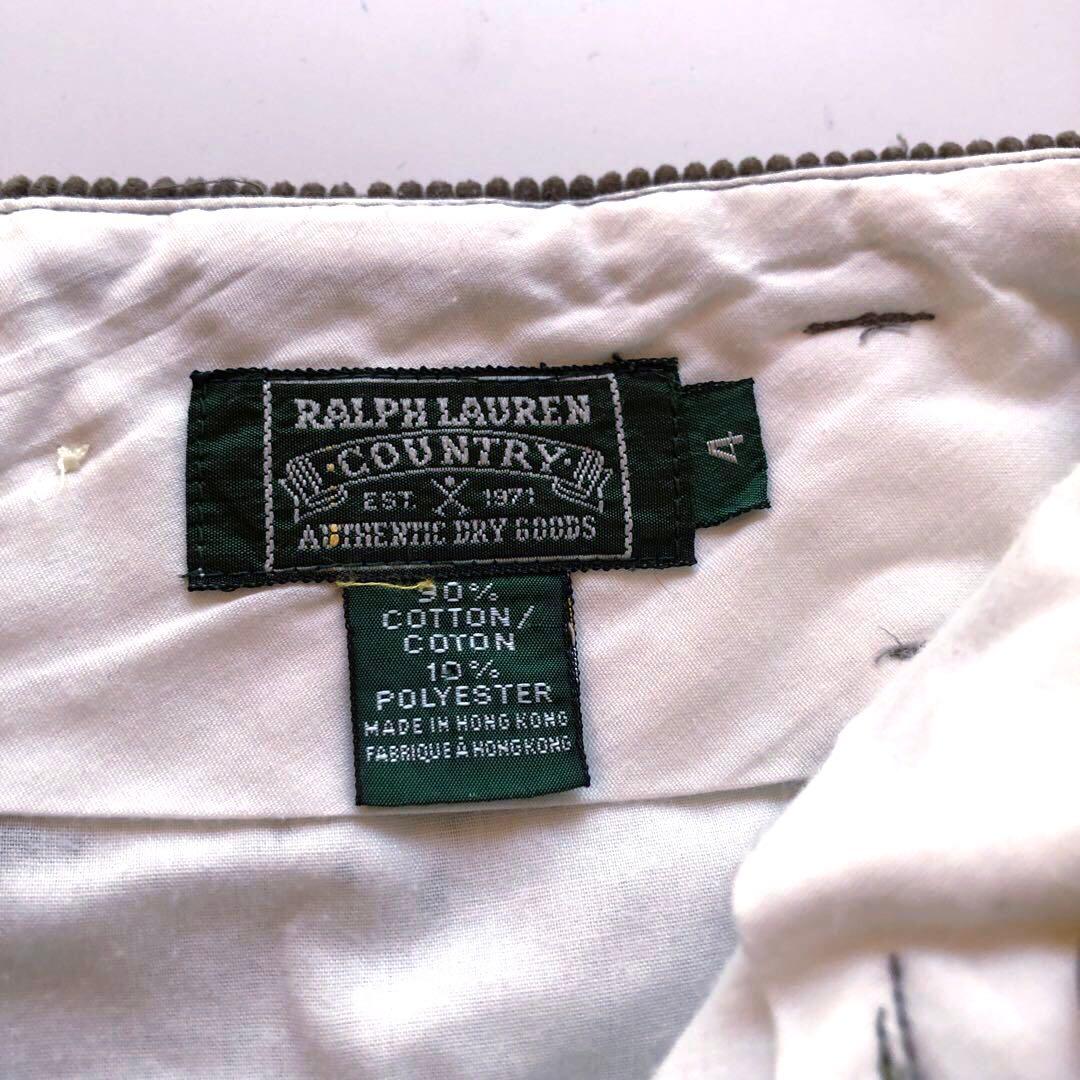 RALPH LAUREN
·COUNTRY·
EST. 1971
AUTHENTIC DRY GOODS
4
90%
COTTON/
COTON
10%
POLYESTER
MADE IN HONG KONG
FABRIQUE À HONG KONG